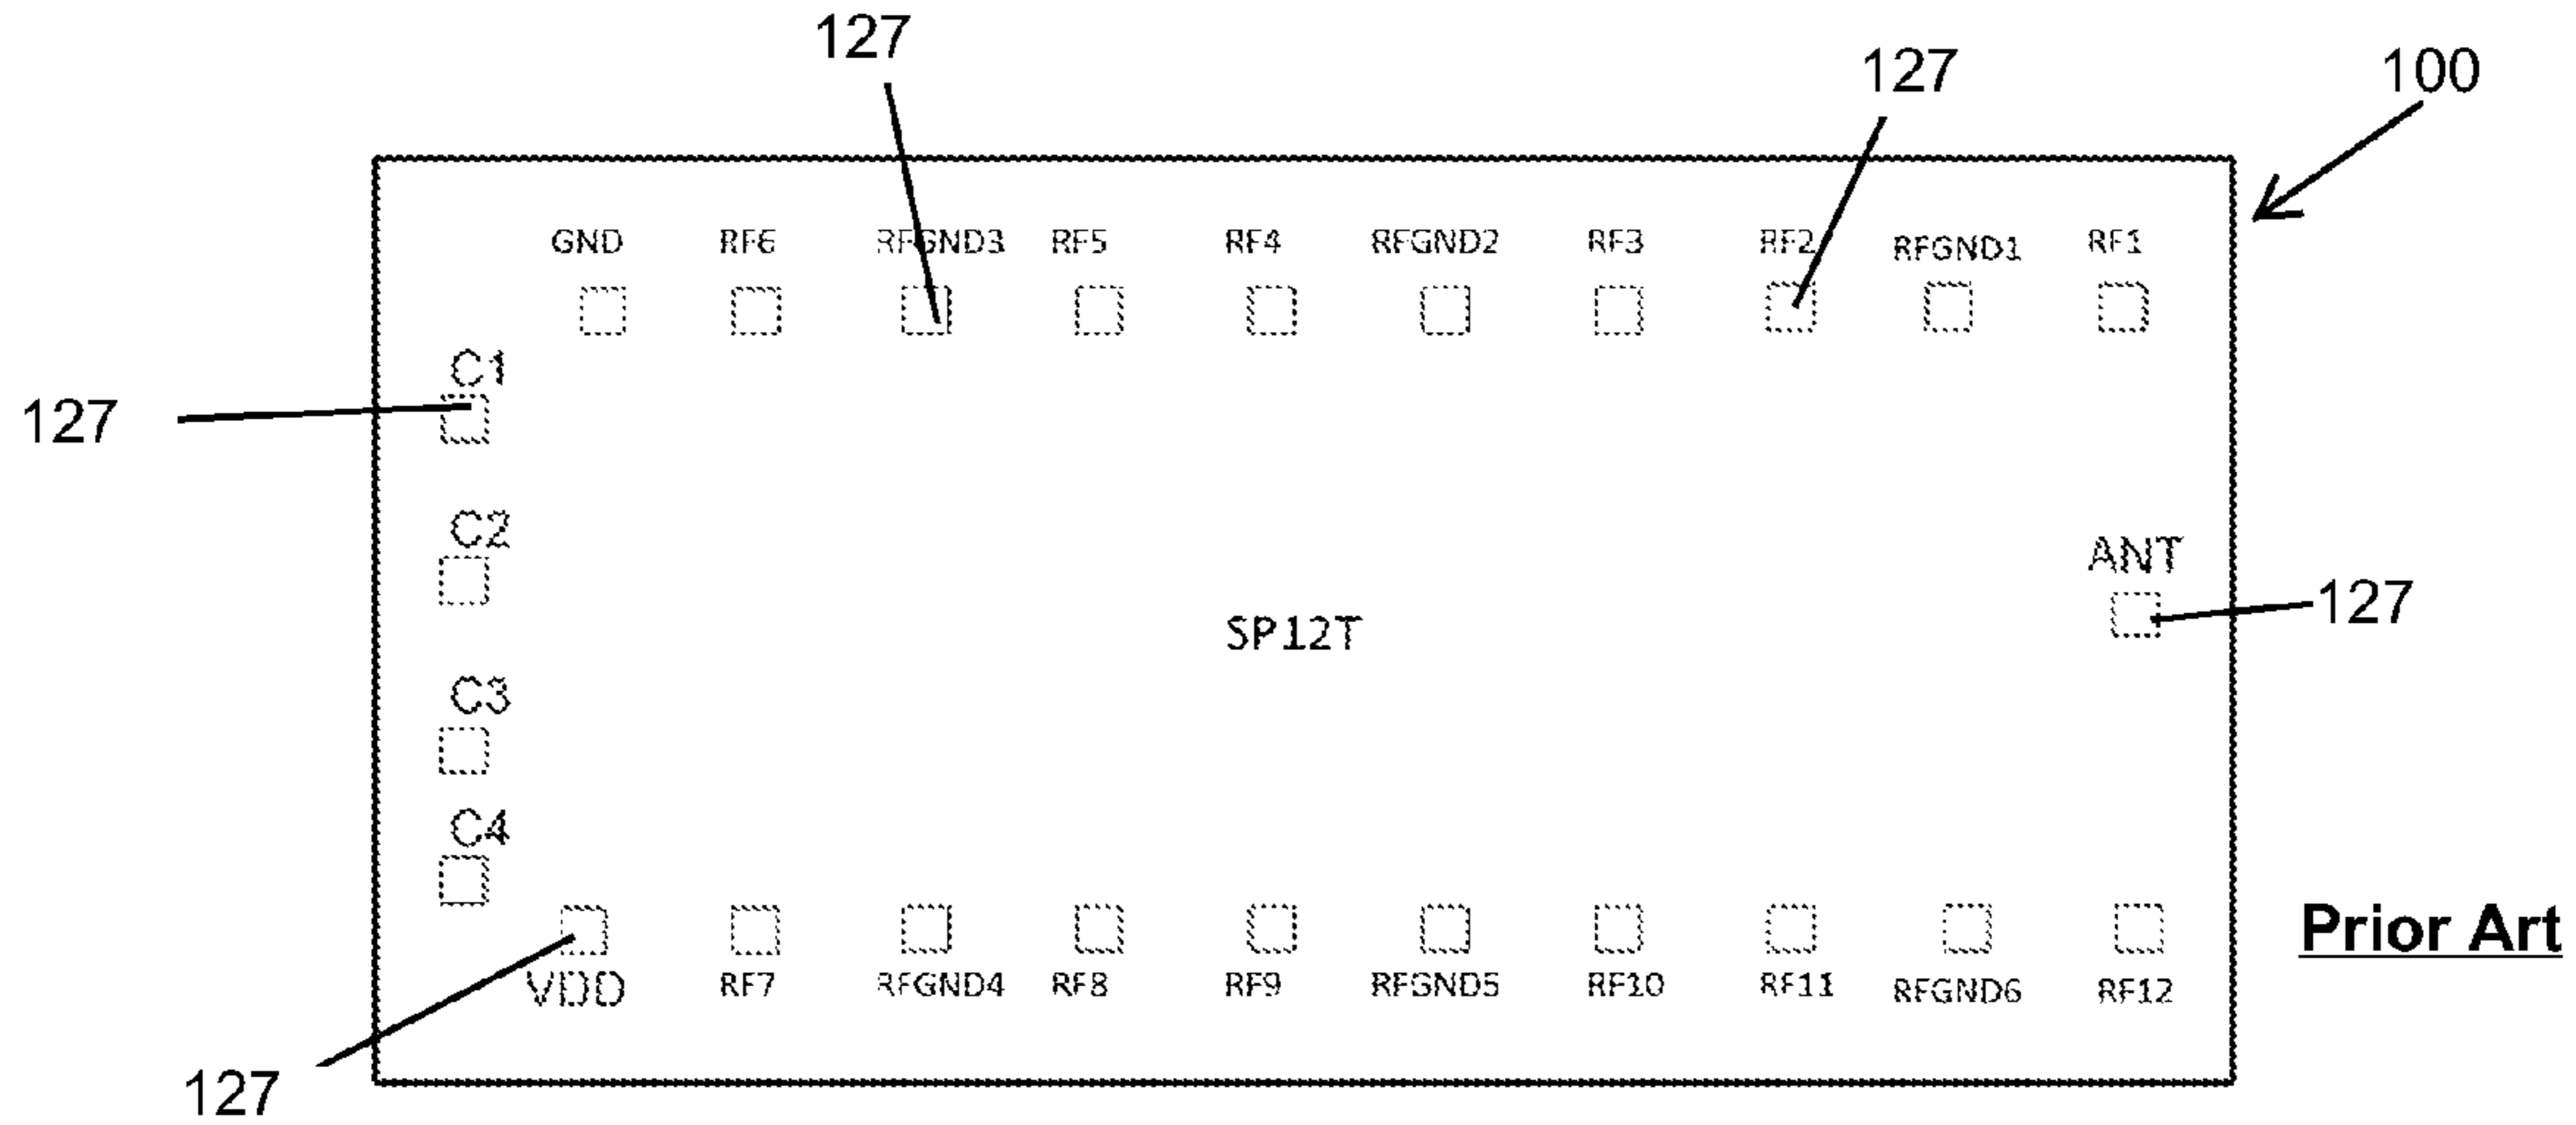 127
127
100
GND RF6 RFGND3 RF5 RF4 RFGND2 RF3 RF2 RFGND1 RF1
C1
127
C2
ANT
127
SP12T
C3
C4
Prior Art
VDD RF7 RFGND4 RF8 RF9 RFGND5 RF10 RF11 RFGND6 RF12
127